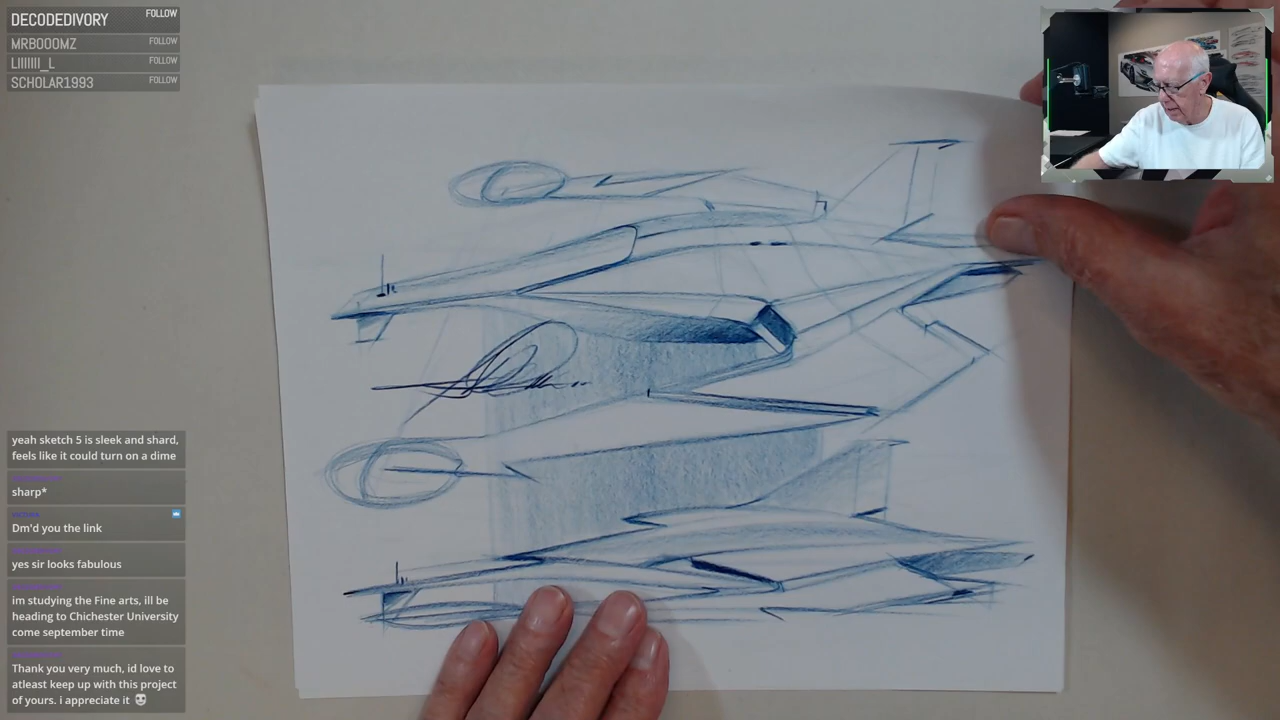 DECODEDIVORY FOLLOW
MRBOOOMZ FOLLOW
LIIIIIII_L FOLLOW
SCHOLAR1993 FOLLOW
yeah sketch 5 is sleek and shard,
feels like it could turn on a dime
sharp*
Dm'd you the link
yes sir looks fabulous
im studying the Fine arts, ill be
heading to Chichester University
come september time
Thank you very much, id love to
atleast keep up with this project
of yours. i appreciate it